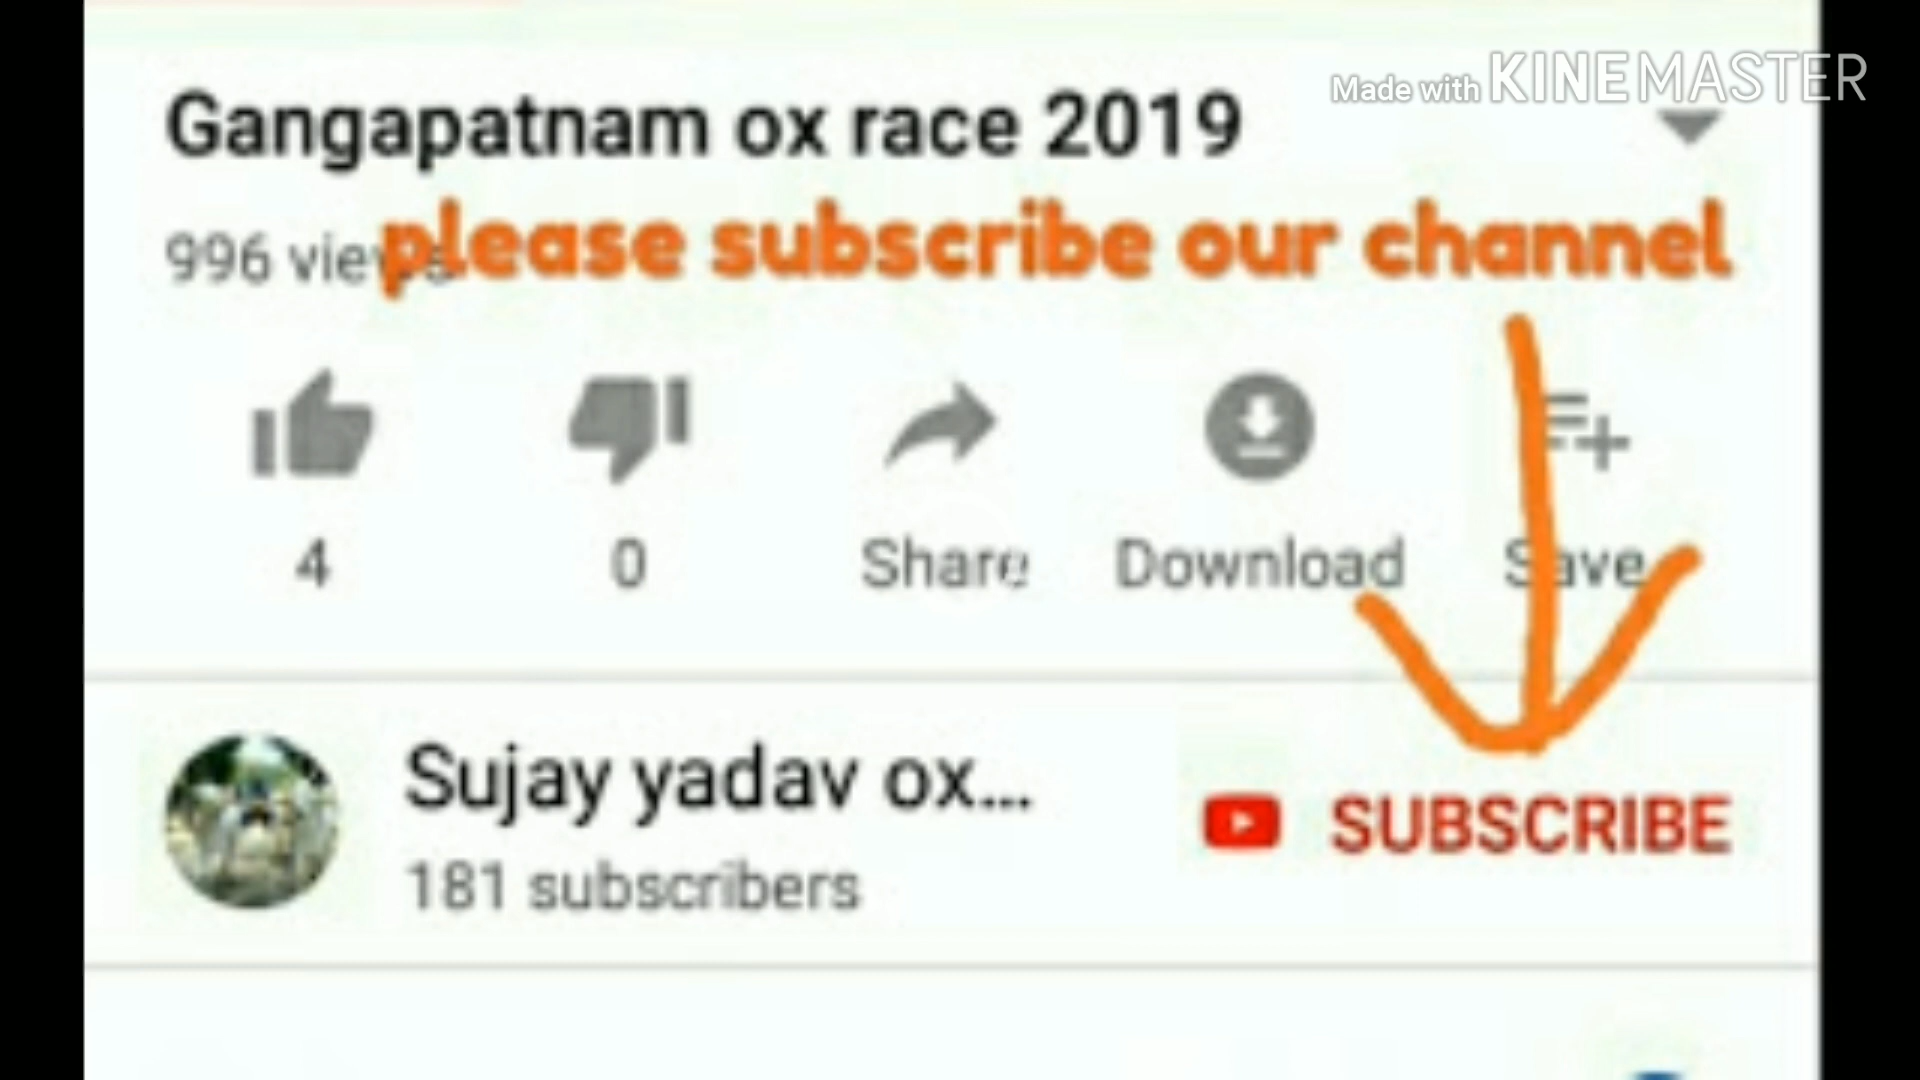 Made with KINEMASTER
Gangapatnam ox race 2019
996 views
please subscribe our channel
4 0 Share Download Save
Sujay yadav ox...
SUBSCRIBE
181 subscribers